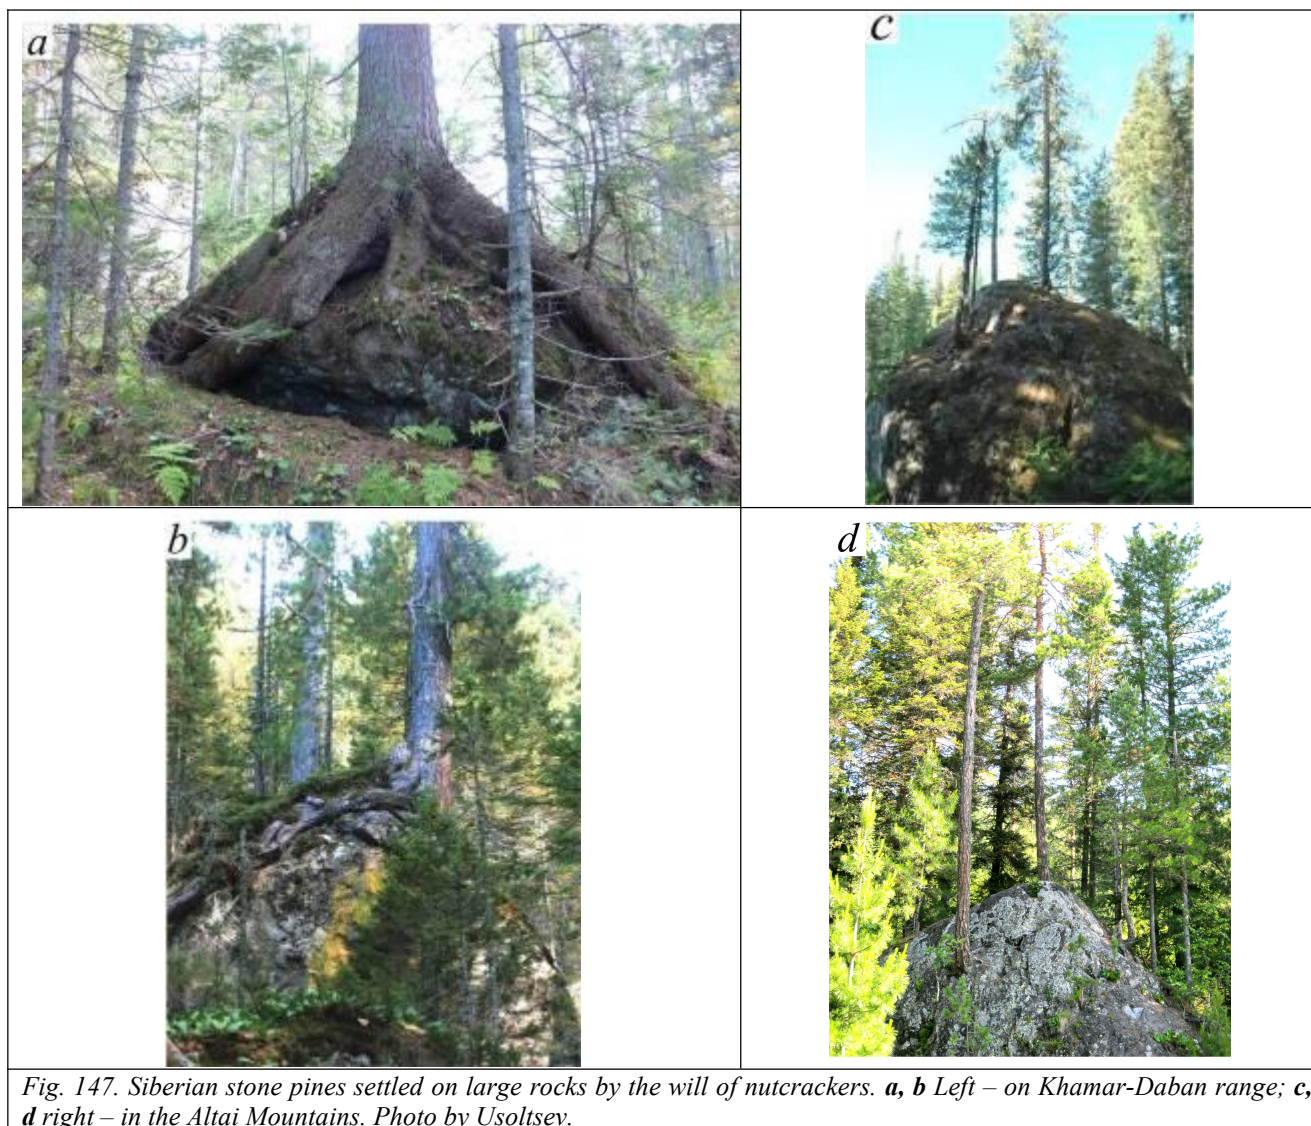 a
c
b
d
Fig. 147. Siberian stone pines settled on large rocks by the will of nutcrackers. a, b Left – on Khamar-Daban range; c,
d right – in the Altai Mountains. Photo by Usoltsev.